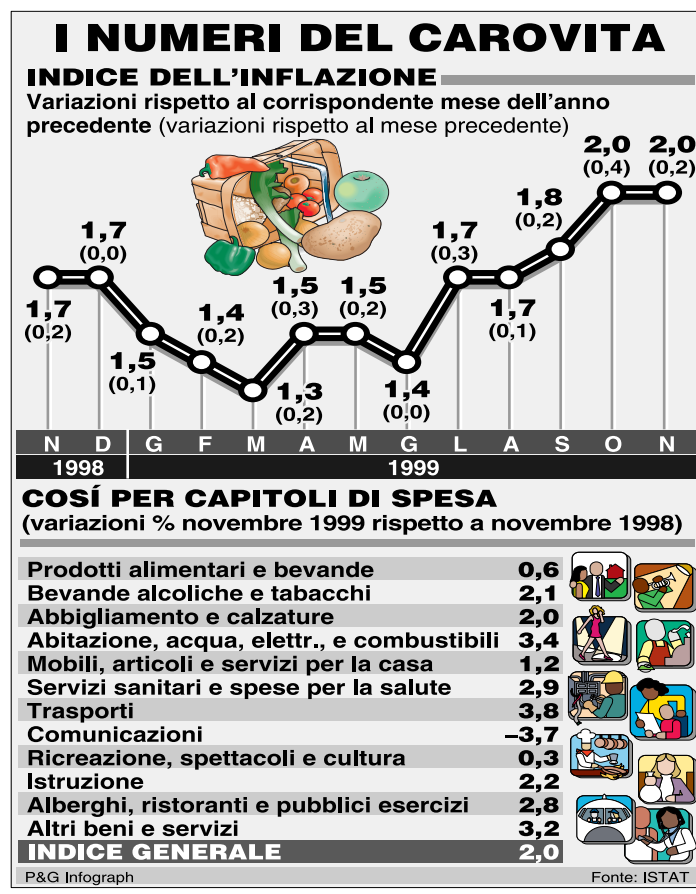 I NUMERI DEL CAROVITA
INDICE DELL'INFLAZIONE
Variazioni rispetto al corrispondente mese dell'anno
precedente (variazioni rispetto al mese precedente)
1,7
(0,2)
1,7
(0,0)
1,5
(0,1)
1,4
(0,2)
1,3
(0,2)
1,5
(0,3)
1,5
(0,2)
1,4
(0,0)
1,7
(0,3)
1,7
(0,1)
1,8
(0,2)
2,0
(0,4)
2,0
(0,2)
N D G F M A M G L A S O N
1998 1999
COSÍ PER CAPITOLI DI SPESA
(variazioni % novembre 1999 rispetto a novembre 1998)
Prodotti alimentari e bevande 0,6
Bevande alcoliche e tabacchi 2,1
Abbigliamento e calzature 2,0
Abitazione, acqua, elettr., e combustibili 3,4
Mobili, articoli e servizi per la casa 1,2
Servizi sanitari e spese per la salute 2,9
Trasporti 3,8
Comunicazioni –3,7
Ricreazione, spettacoli e cultura 0,3
Istruzione 2,2
Alberghi, ristoranti e pubblici esercizi 2,8
Altri beni e servizi 3,2
INDICE GENERALE 2,0
P&G Infograph Fonte: ISTAT